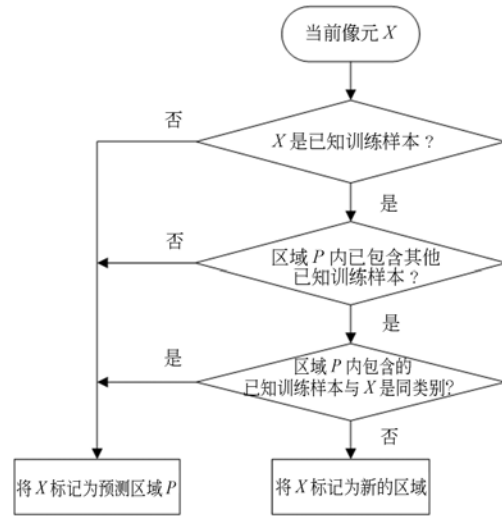 当前像元 X
否
X 是已知训练样本？
是
否
区域 P 内已包含其他
已知训练样本？
是
是
区域 P 内包含的
已知训练样本与 X 是同类别?
否
将 X 标记为预测区域 P
将 X 标记为新的区域